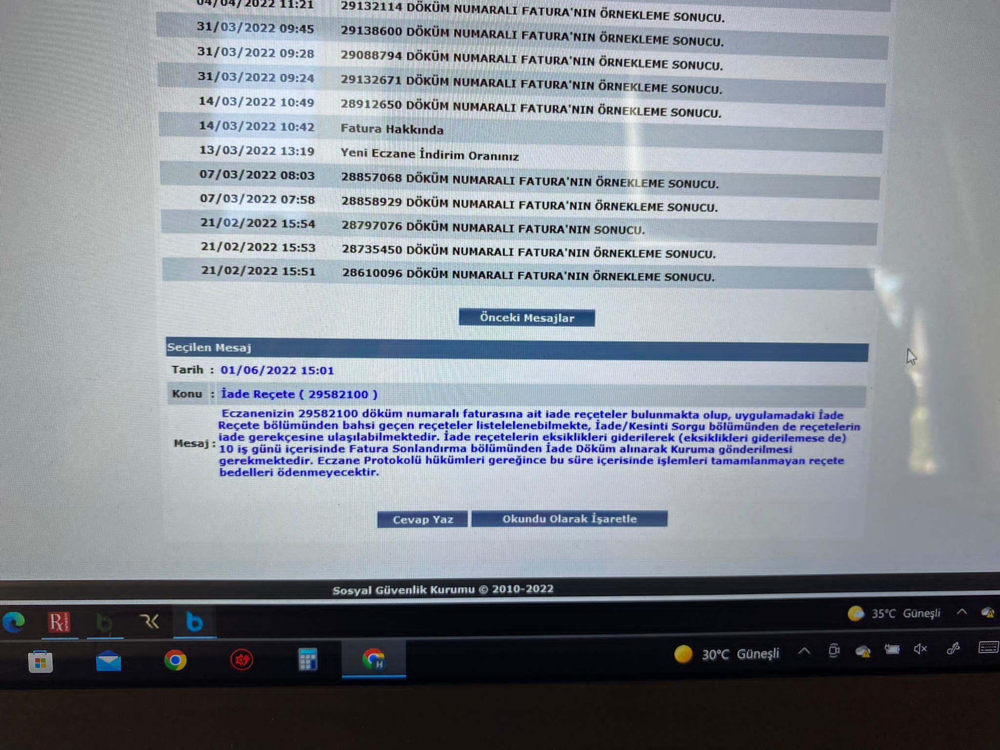 04/04/2022 11:21 29132114 DÖKÜM NUMARALI FATURA'NIN ÖRNEKLEME SONUCU.
31/03/2022 09:45 29138600 DÖKÜM NUMARALI FATURA'NIN ÖRNEKLEME SONUCU.
31/03/2022 09:28 29088794 DÖKÜM NUMARALI FATURA'NIN ÖRNEKLEME SONUCU.
31/03/2022 09:24 29132671 DÖKÜM NUMARALI FATURA'NIN ÖRNEKLEME SONUCU.
14/03/2022 10:49 28912650 DÖKÜM NUMARALI FATURA'NIN ÖRNEKLEME SONUCU.
14/03/2022 10:42 Fatura Hakkında
13/03/2022 13:19 Yeni Eczane İndirim Oranınız
07/03/2022 08:03 28857068 DÖKÜM NUMARALI FATURA'NIN ÖRNEKLEME SONUCU.
07/03/2022 07:58 28858929 DÖKÜM NUMARALI FATURA'NIN ÖRNEKLEME SONUCU.
21/02/2022 15:54 28797076 DÖKÜM NUMARALI FATURA'NIN SONUCU.
21/02/2022 15:53 28735450 DÖKÜM NUMARALI FATURA'NIN ÖRNEKLEME SONUCU.
21/02/2022 15:51 28610096 DÖKÜM NUMARALI FATURA'NIN ÖRNEKLEME SONUCU.
Önceki Mesajlar
Seçilen Mesaj
Tarih : 01/06/2022 15:01
Konu : İade Reçete ( 29582100 )
Eczanenizin 29582100 döküm numaralı faturasına ait iade reçeteler bulunmakta olup, uygulamadaki İade
Reçete bölümünden bahsi geçen reçeteler listelelenebilmekte, İade/Kesinti Sorgu bölümünden de reçetelerin
iade gerekçesine ulaşılabilmektedir. İade reçetelerin eksiklikleri giderilerek (eksiklikleri giderilemese de)
Mesaj : 10 iş günü içerisinde Fatura Sonlandırma bölümünden İade Döküm alınarak Kuruma gönderilmesi
gerekmektedir. Eczane Protokolü hükümleri gereğince bu süre içerisinde işlemleri tamamlanmayan reçete
bedelleri ödenmeyecektir.
Cevap Yaz Okundu Olarak İşaretle
Sosyal Güvenlik Kurumu © 2010-2022
Rx b RK b 35°C Güneşli
H 30°C Güneşli